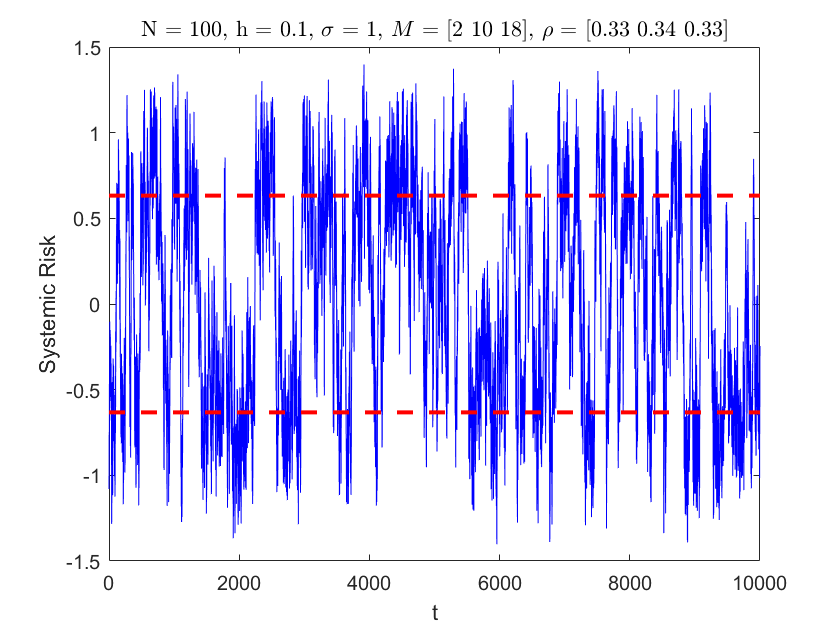 N = 100, h = 0.1, σ = 1, M = [2 10 18], ρ = [0.33 0.34 0.33]
1.5
1
0.5
0
-0.5
-1
-1.5
Systemic Risk
0 2000 4000 6000 8000 10000
t